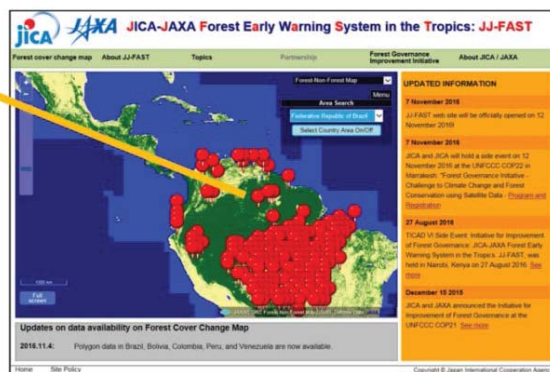 jica JAXA JICA-JAXA Forest Early Warning System in the Tropics: JJ-FAST
Forest cover change map About JJ-FAST Topics Partnership Forest Governance Improvement Initiative About JICA / JAXA
Forest-Non-Forest Map
Menu
Area Search
Federative Republic of Brazil
Select Country Area On/Off
Full
screen
UPDATED INFORMATION
7 November 2016
JJ-FAST web site will be officially opened on 12
November 2016!
7 November 2016
JICA and JICA will hold a side event on 12
November 2016 at the UNFCCC COP22 in
Marrakesh. "Forest Governance Initiative -
Challenge to Climate Change and Forest
Conservation using Satellite Data - Program and
Registration
27 August 2016
TICAD VI Side Event: Initiative for Improvement
of Forest Governance: JICA-JAXA Forest Early
Warning System in the Tropics: JJ-FAST, was
held in Nairobi, Kenya on 27 August 2016. See
more
December 15 2015
JICA and JAXA announced the Initiative for
Improvement of Forest Governance at the
UNFCCC COP21. See more
Updates on data availability on Forest Cover Change Map
2016.11.4: Polygon data in Brazil, Bolivia, Colombia, Peru, and Venezuela are now available.
Home Site Policy Copyright © Japan International Cooperation Agency